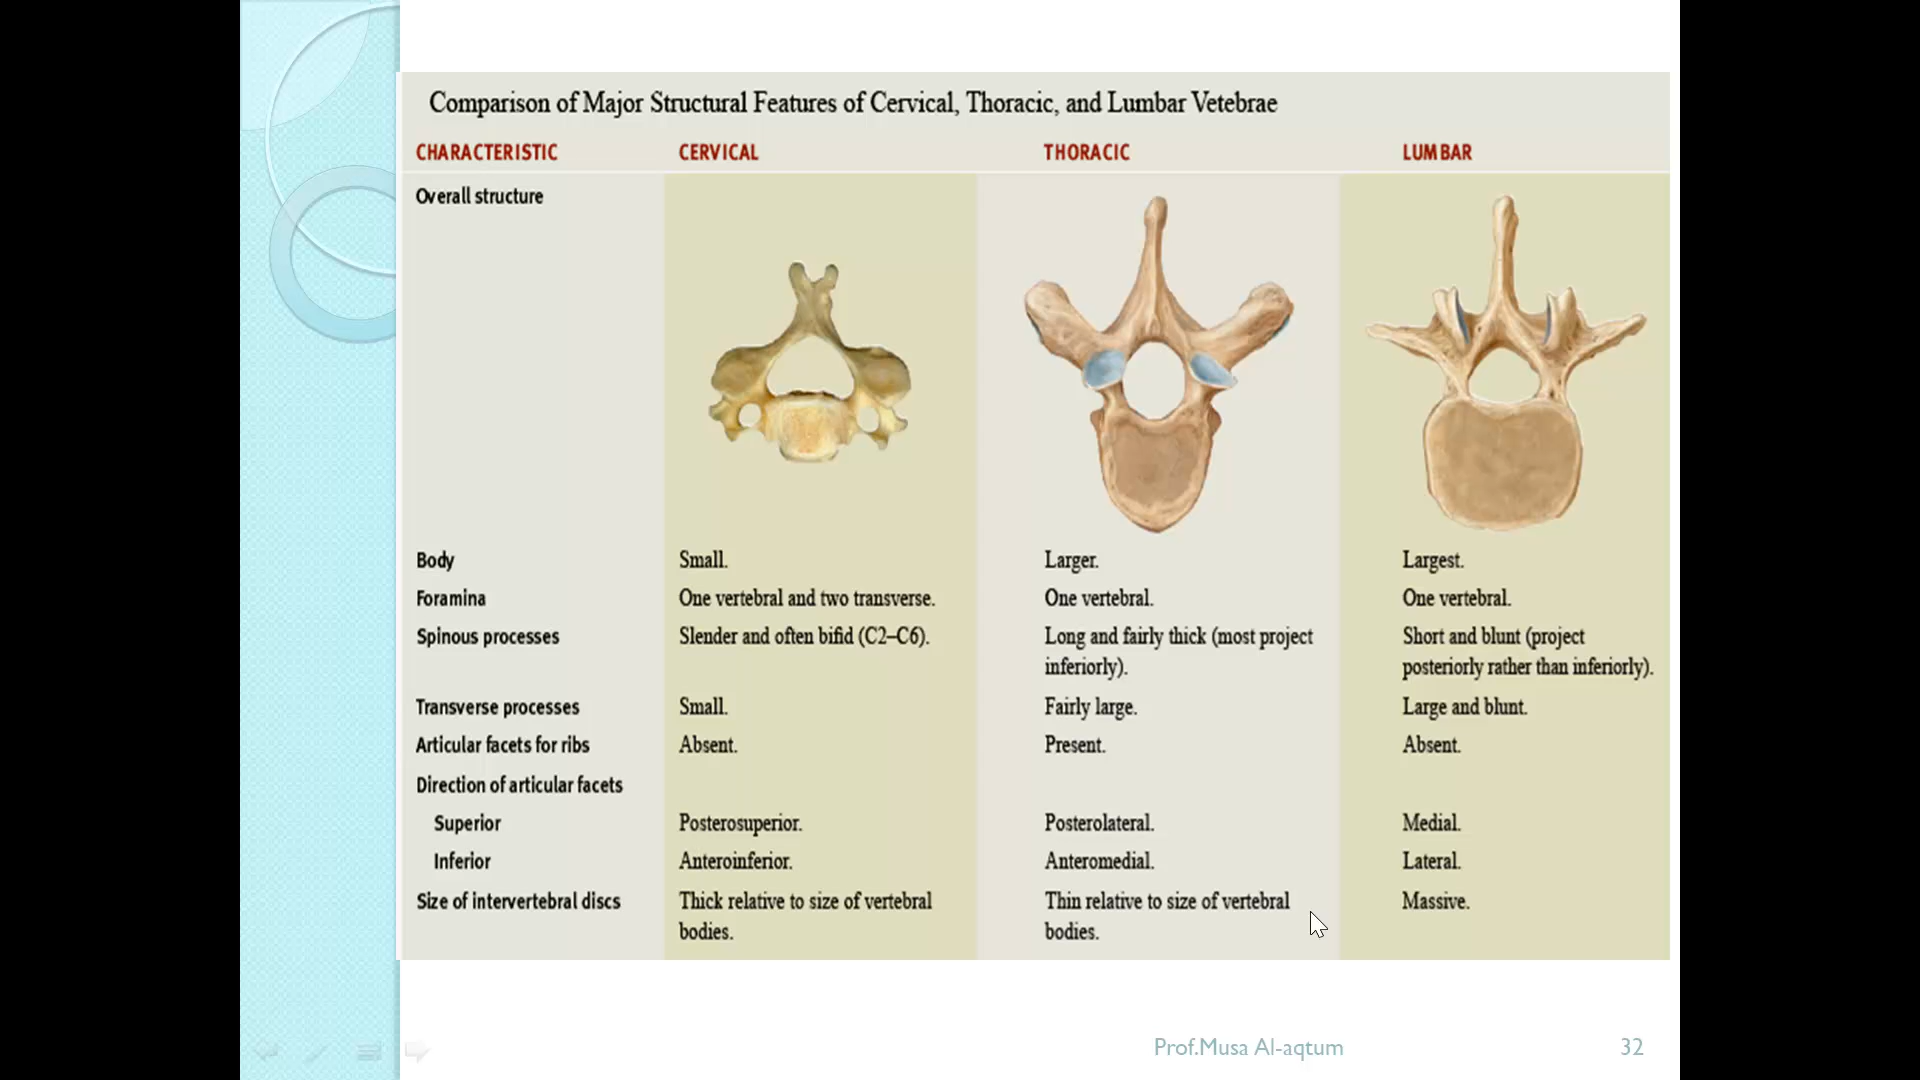 Comparison of Major Structural Features of Cervical, Thoracic, and Lumbar Vetebrae
CHARACTERISTIC CERVICAL THORACIC LUMBAR
Overall structure
Body Small. Larger. Largest.
Foramina One vertebral and two transverse. One vertebral. One vertebral.
Spinous processes Slender and often bifid (C2–C6). Long and fairly thick (most project Short and blunt (project
inferiorly). posteriorly rather than inferiorly).
Transverse processes Small. Fairly large. Large and blunt.
Articular facets for ribs Absent. Present. Absent.
Direction of articular facets
Superior Posterosuperior. Posterolateral. Medial.
Inferior Anteroinferior. Anteromedial. Lateral.
Size of intervertebral discs Thick relative to size of vertebral Thin relative to size of vertebral Massive.
bodies. bodies.
Prof.Musa Al-aqtum 32